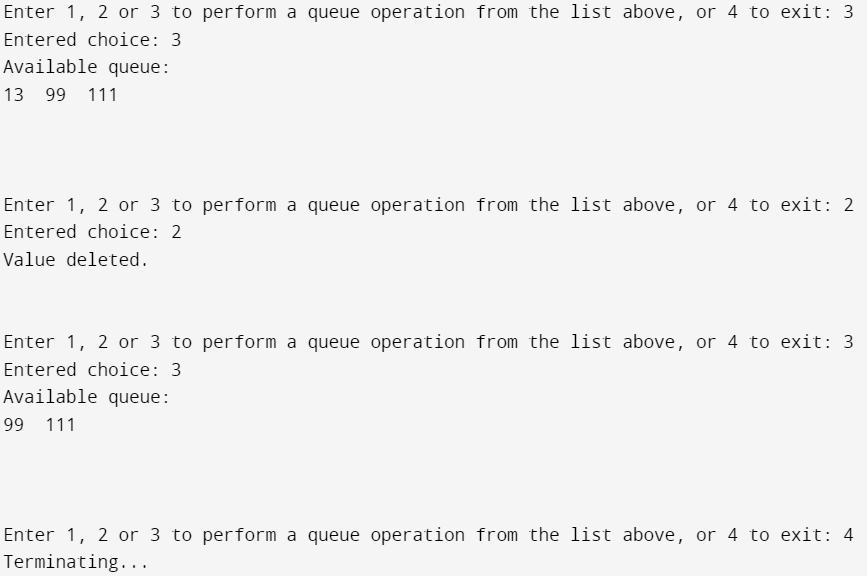 Enter 1, 2 or 3 to perform a queue operation from the list above, or 4 to exit: 3
Entered choice: 3
Available queue:
13  99  111
Enter 1, 2 or 3 to perform a queue operation from the list above, or 4 to exit: 2
Entered choice: 2
Value deleted.
Enter 1, 2 or 3 to perform a queue operation from the list above, or 4 to exit: 3
Entered choice: 3
Available queue:
99  111
Enter 1, 2 or 3 to perform a queue operation from the list above, or 4 to exit: 4
Terminating...